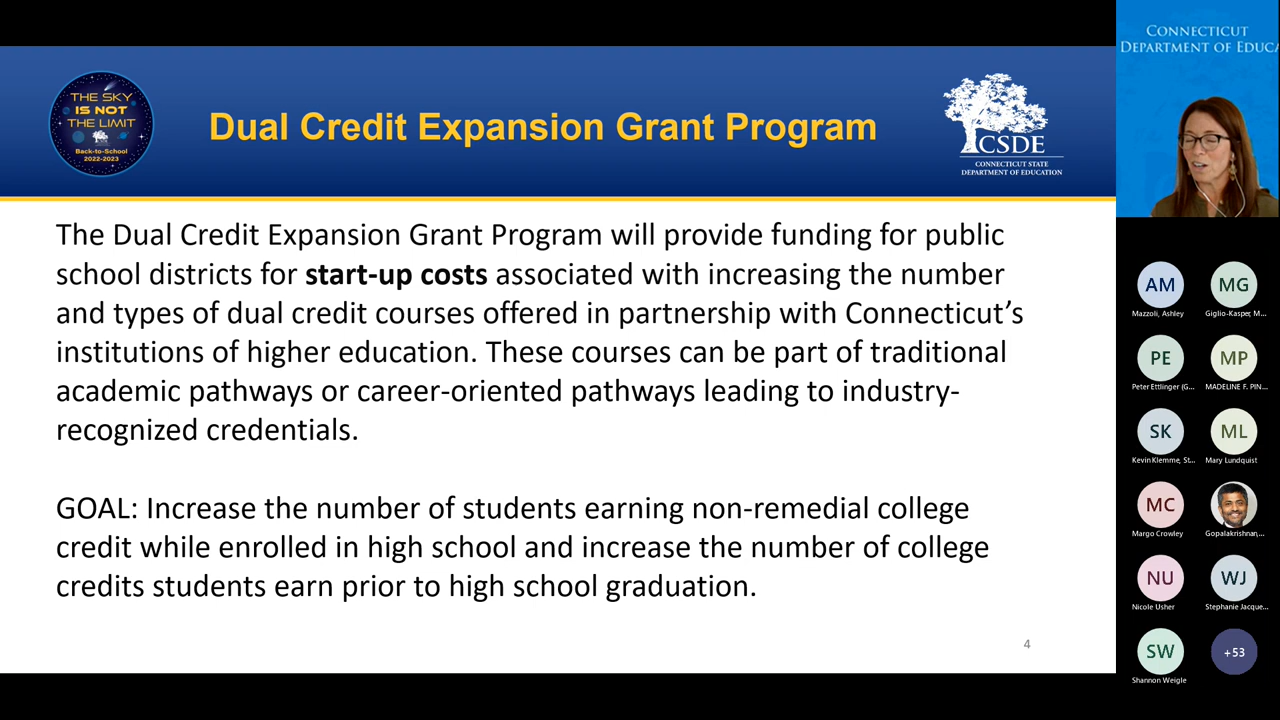 THE SKY
IS NOT
THE LIMIT
Back-to-School
2022-2023
Dual Credit Expansion Grant Program
CSDE
CONNECTICUT STATE
DEPARTMENT OF EDUCATION
The Dual Credit Expansion Grant Program will provide funding for public
school districts for start-up costs associated with increasing the number
and types of dual credit courses offered in partnership with Connecticut’s
institutions of higher education. These courses can be part of traditional
academic pathways or career-oriented pathways leading to industry-
recognized credentials.
GOAL: Increase the number of students earning non-remedial college
credit while enrolled in high school and increase the number of college
credits students earn prior to high school graduation.
4
CONNECTICUT
DEPARTMENT OF EDUCA
AM
Mazzoli, Ashley
MG
Giglio-Kasper, M...
PE
Peter Ettlinger (G...
MP
MADELINE F. PIN...
SK
Kevin Klemme, St...
ML
Mary Lundquist
MC
Margo Crowley
Gopalakrishnan,...
NU
Nicole Usher
WJ
Stephanie Jacque...
SW
Shannon Weigle
+53